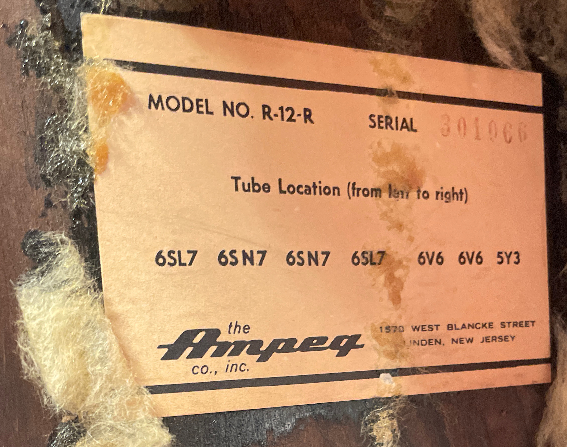 MODEL NO. R-12-R SERIAL 301066
Tube Location (from left to right)
6SL7 6SN7 6SN7 6SL7 6V6 6V6 5Y3
the
Ampeg
co., inc.
1570 WEST BLANCKE STREET
LINDEN, NEW JERSEY